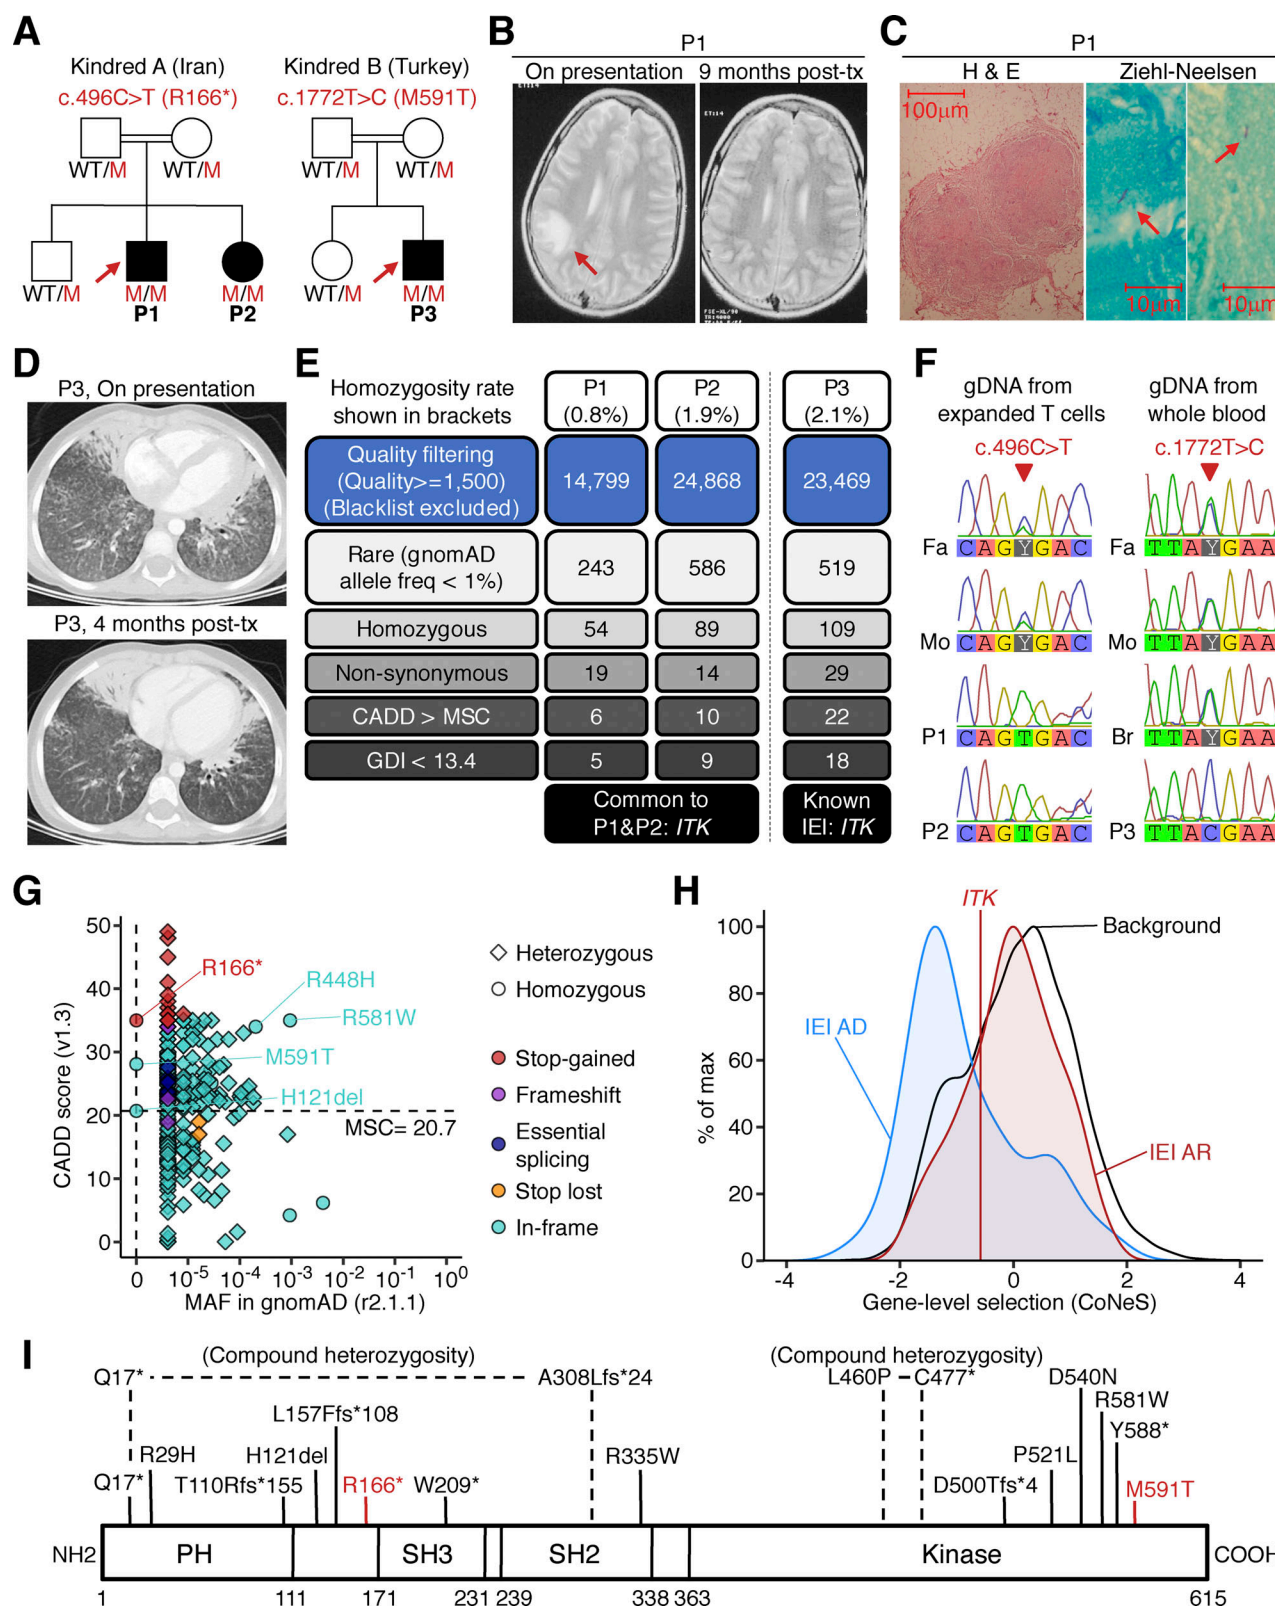 A
Kindred A (Iran)
c.496C>T (R166*)
WT/M WT/M
WT/M M/M M/M
P1 P2
Kindred B (Turkey)
c.1772T>C (M591T)
WT/M WT/M
WT/M M/M
P3
B
P1
On presentation 9 months post-tx
ET:14
ET:14
FIE-XL/90
TR:4000
C
P1
H & E Ziehl-Neelsen
100μm
10μm 10μm
D
P3, On presentation
P3, 4 months post-tx
E
Homozygosity rate
shown in brackets
P1
(0.8%)
P2
(1.9%)
P3
(2.1%)
Quality filtering
(Quality>=1,500)
(Blacklist excluded)
14,799 24,868 23,469
Rare (gnomAD
allele freq < 1%)
243 586 519
Homozygous 54 89 109
Non-synonymous 19 14 29
CADD > MSC 6 10 22
GDI < 13.4 5 9 18
Common to
P1&P2: ITK
Known
IEI: ITK
F
gDNA from
expanded T cells
c.496C>T
Fa CAGYGAC
Mo CAGYGAC
P1 CAGTGAC
P2 CAGTGAC
gDNA from
whole blood
c.1772T>C
Fa TTAYGAA
Mo TTAYGAA
Br TTAYGAA
P3 TTACGAA
G
CADD score (v1.3)
50
40
30
20
10
0
R166*
R448H
R581W
M591T
H121del
MSC= 20.7
0 10-5 10-4 10-3 10-2 10-1 100
MAF in gnomAD (r2.1.1)
Heterozygous
Homozygous
Stop-gained
Frameshift
Essential
splicing
Stop lost
In-frame
H
ITK
% of max
100
80
60
40
20
0
Background
IEI AD
IEI AR
-4 -2 0 2 4
Gene-level selection (CoNeS)
I
(Compound heterozygosity) (Compound heterozygosity)
Q17* A308Lfs*24 L460P C477* D540N
R581W
L157Ffs*108
Y588*
R29H H121del R335W P521L
Q17* T110Rfs*155 R166* W209* D500Tfs*4 M591T
NH2 PH SH3 SH2 Kinase COOH
1 111 171 231 239 338 363 615